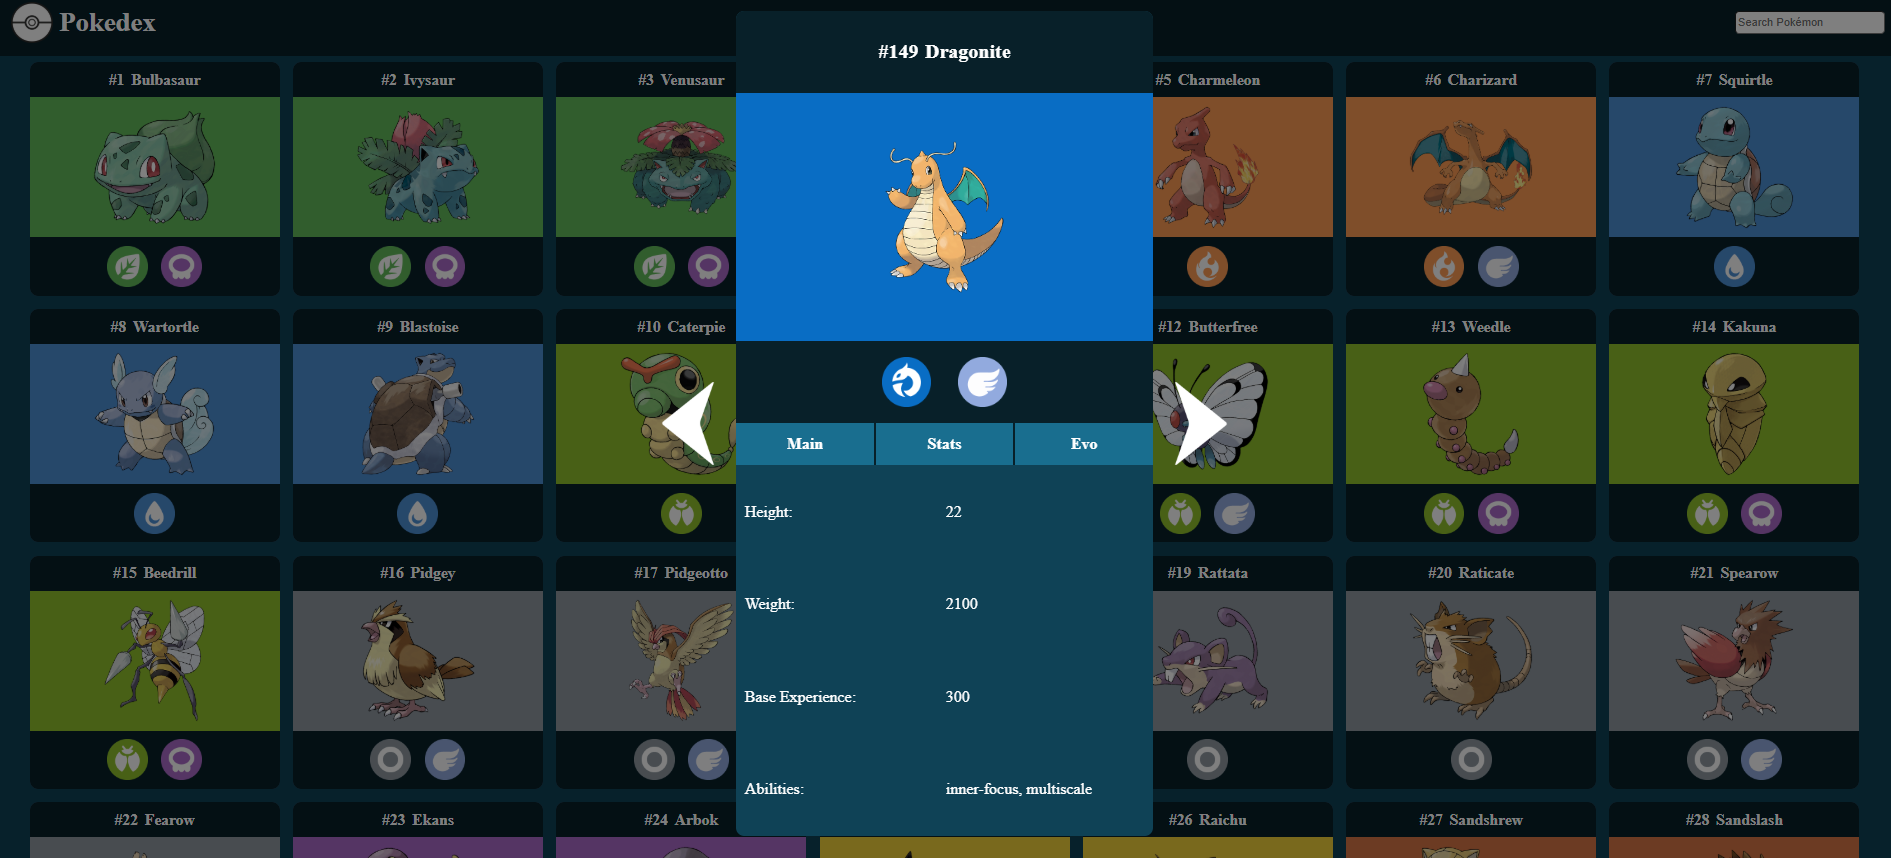 Pokedex
Search Pokémon
#149 Dragonite
Main Stats Evo
Height: 22
Weight: 2100
Base Experience: 300
Abilities: inner-focus, multiscale
#1 Bulbasaur
#2 Ivysaur
#3 Venusaur
#5 Charmeleon
#6 Charizard
#7 Squirtle
#8 Wartortle
#9 Blastoise
#10 Caterpie
#12 Butterfree
#13 Weedle
#14 Kakuna
#15 Beedrill
#16 Pidgey
#17 Pidgeotto
#19 Rattata
#20 Raticate
#21 Spearow
#22 Fearow
#23 Ekans
#24 Arbok
#26 Raichu
#27 Sandshrew
#28 Sandslash